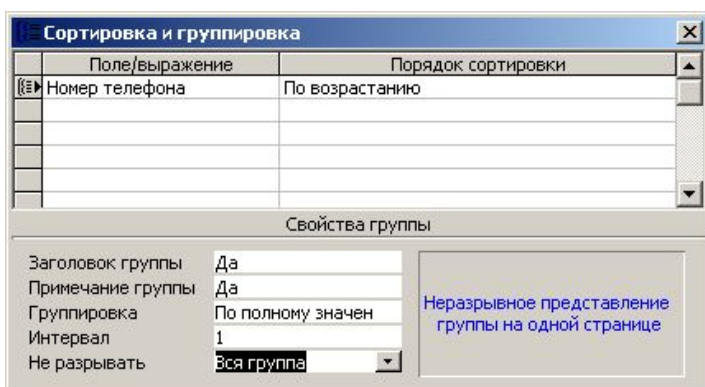 Сортировка и группировка
Поле/выражение Порядок сортировки
Номер телефона По возрастанию
Свойства группы
Заголовок группы Да
Примечание группы Да
Группировка По полному значен
Интервал 1
Не разрывать Вся группа
Неразрывное представление
группы на одной странице